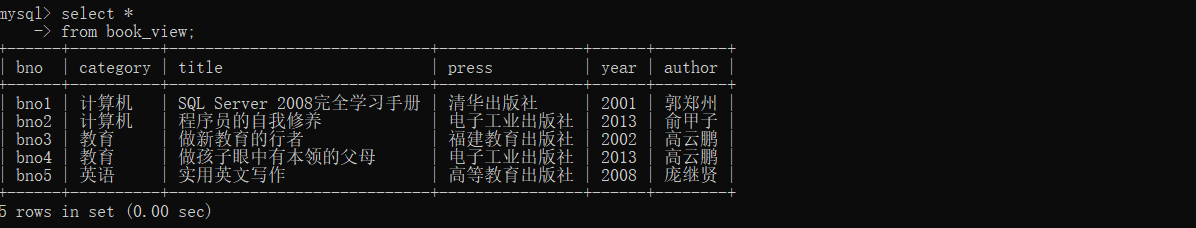 mysql> select *
    -> from book_view;
+------+----------+-----------------------------+---------------+------+--------+
| bno  | category | title                       | press         | year | author |
+------+----------+-----------------------------+---------------+------+--------+
| bno1 | 计算机 | SQL Server 2008完全学习手册 | 清华出版社 | 2001 | 郭郑州 |
| bno2 | 计算机 | 程序员的自我修养 | 电子工业出版社 | 2013 | 俞甲子 |
| bno3 | 教育 | 做新教育的行者 | 福建教育出版社 | 2002 | 高云鹏 |
| bno4 | 教育 | 做孩子眼中有本领的父母 | 电子工业出版社 | 2013 | 高云鹏 |
| bno5 | 英语 | 实用英文写作 | 高等教育出版社 | 2008 | 庞继贤 |
+------+----------+-----------------------------+---------------+------+--------+
5 rows in set (0.00 sec)